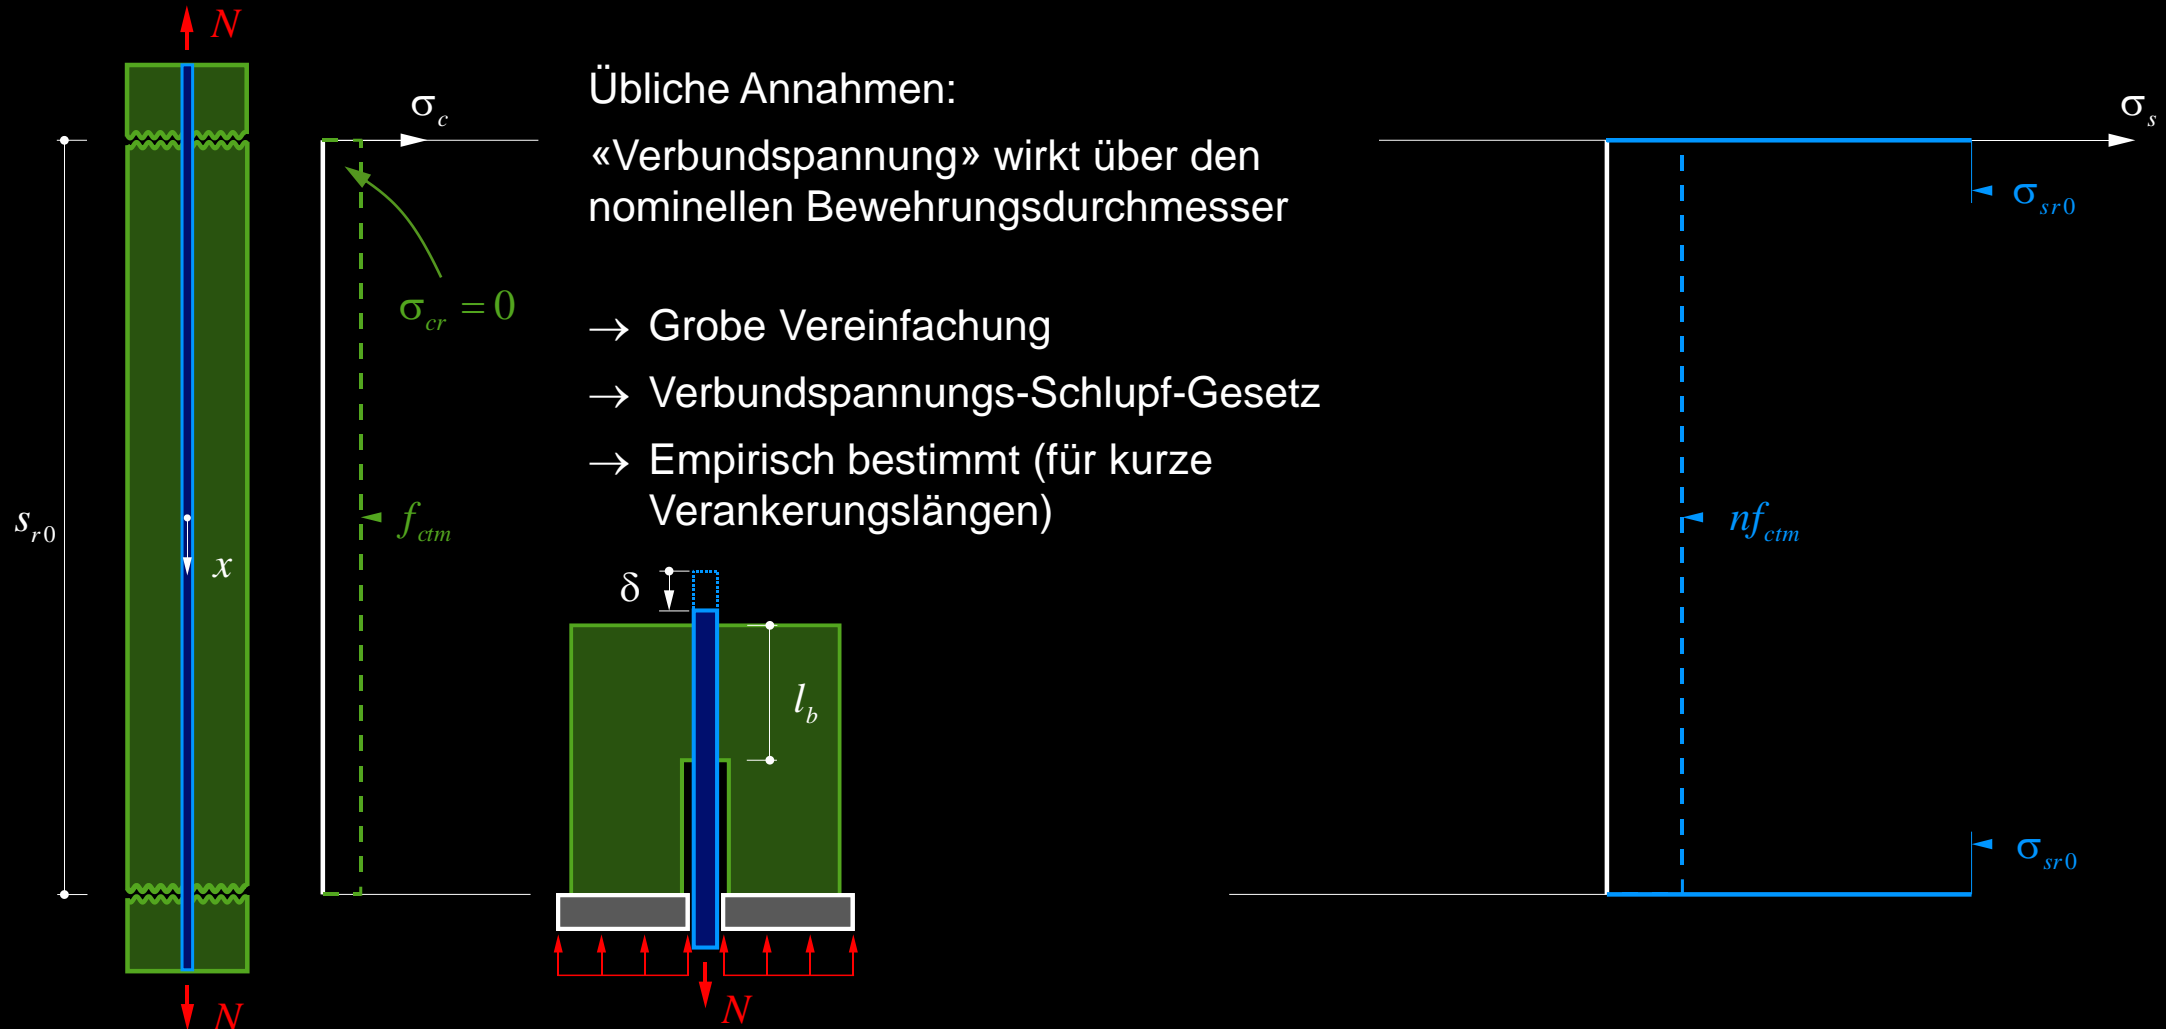 N
σc
σs
Übliche Annahmen:
«Verbundspannung» wirkt über den
nominellen Bewehrungsdurchmesser
σsr0
σcr = 0
→ Grobe Vereinfachung
→ Verbundspannungs-Schlupf-Gesetz
→ Empirisch bestimmt (für kurze
Verankerungslängen)
sr0
x
fctm
nfctm
δ
lb
σsr0
N
N